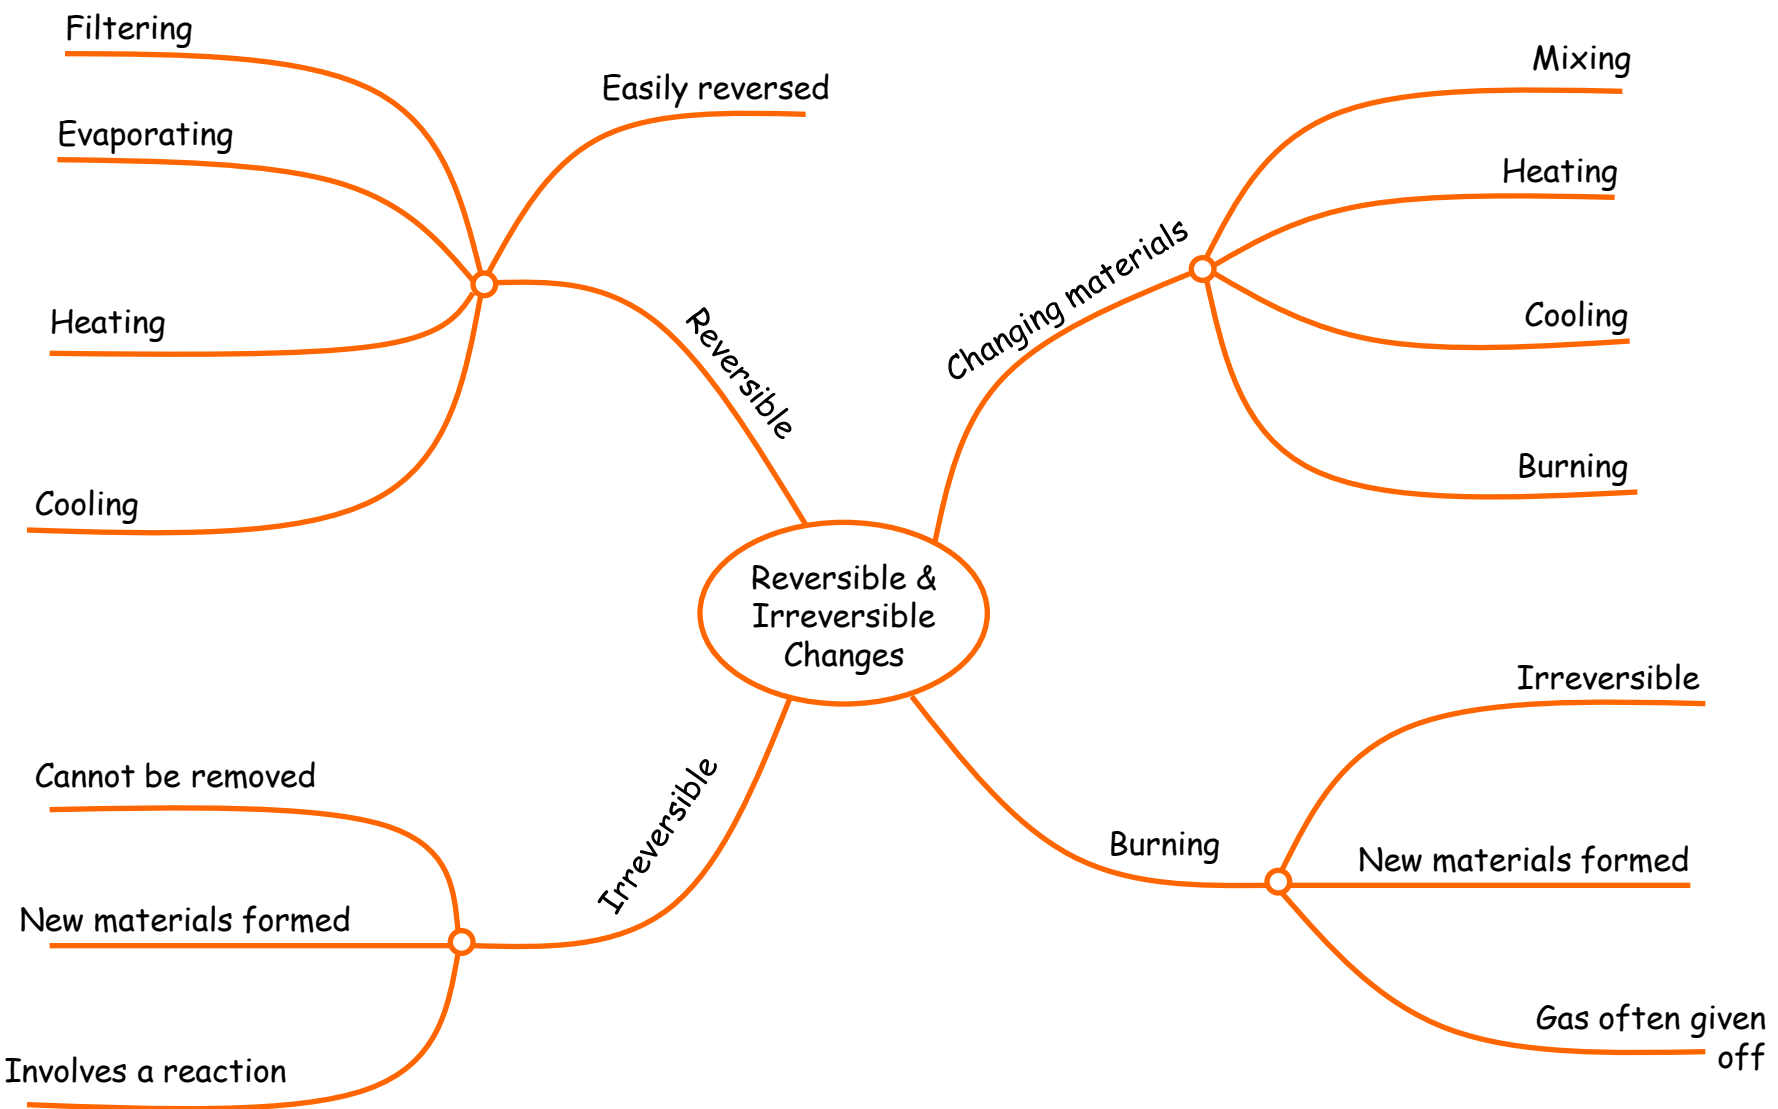 Filtering
Evaporating
Heating
Cooling
Easily reversed
Reversible
Changing materials
Mixing
Heating
Cooling
Burning
Reversible &
Irreversible
Changes
Cannot be removed
New materials formed
Involves a reaction
Irreversible
Burning
Irreversible
New materials formed
Gas often given
off